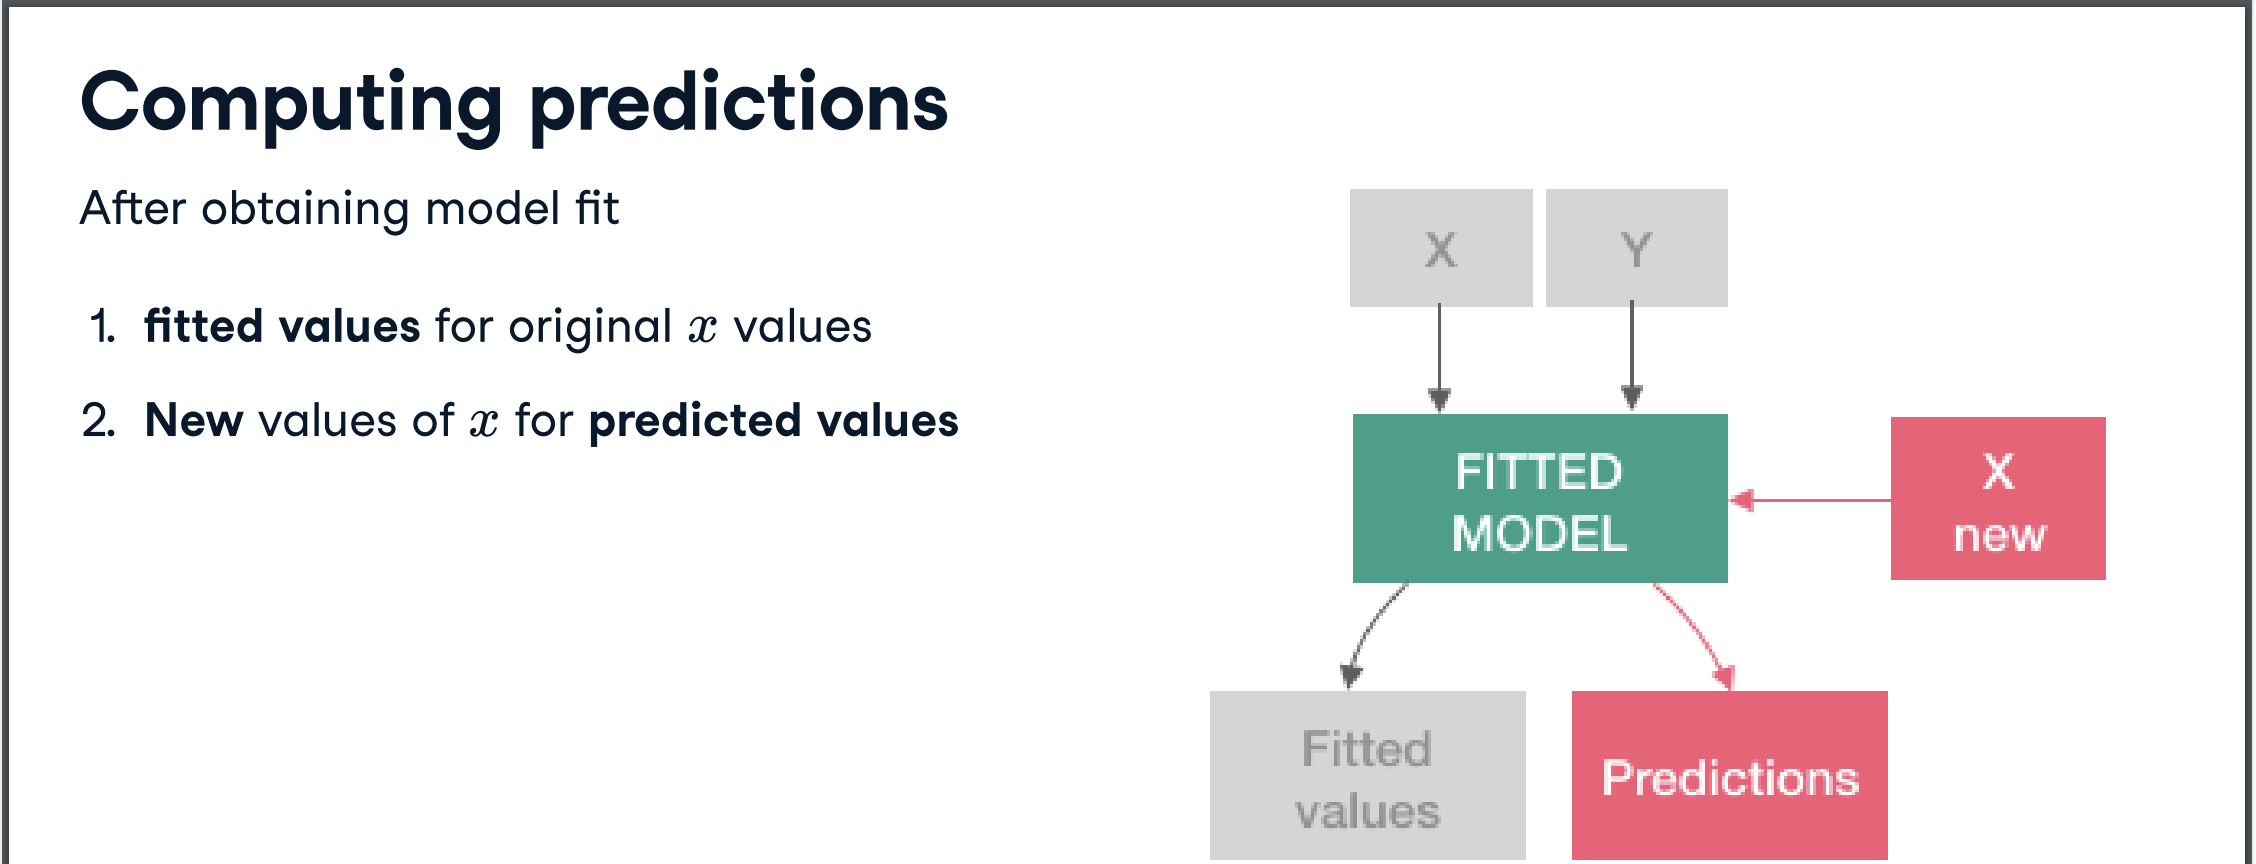 Computing predictions
After obtaining model fit
1. fitted values for original x values
2. New values of x for predicted values
X
Y
FITTED
MODEL
X
new
Fitted
values
Predictions